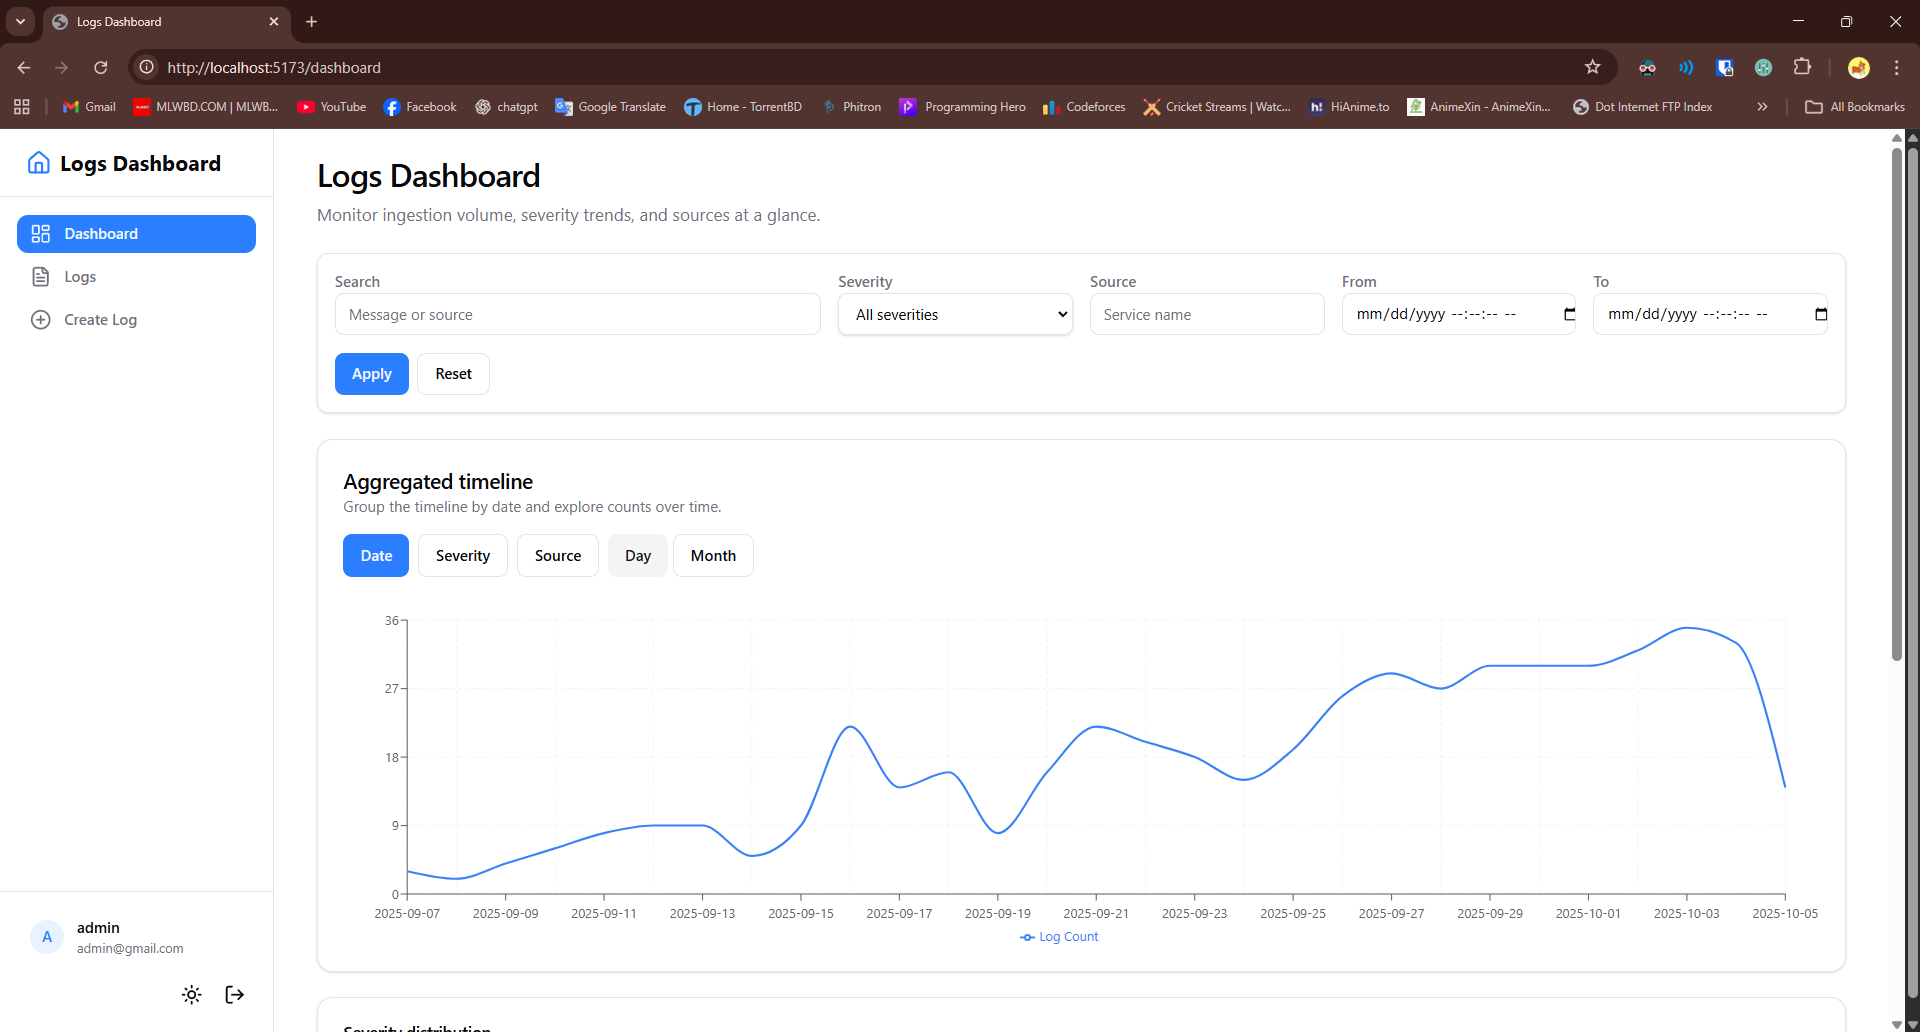 Logs Dashboard
http://localhost:5173/dashboard
Gmail
MLWBD.COM | MLWB...
YouTube
Facebook
chatgpt
Google Translate
Home - TorrentBD
Phitron
Programming Hero
Codeforces
Cricket Streams | Watc...
HiAnime.to
AnimeXin - AnimeXin...
Dot Internet FTP Index
All Bookmarks
Logs Dashboard
Dashboard
Logs
Create Log
Logs Dashboard
Monitor ingestion volume, severity trends, and sources at a glance.
Search
Severity
Source
From
To
Message or source
All severities
Service name
mm/dd/yyyy --:--:-- --
mm/dd/yyyy --:--:-- --
Apply
Reset
Aggregated timeline
Group the timeline by date and explore counts over time.
Date
Severity
Source
Day
Month
36
27
18
9
0
2025-09-07
2025-09-09
2025-09-11
2025-09-13
2025-09-15
2025-09-17
2025-09-19
2025-09-21
2025-09-23
2025-09-25
2025-09-27
2025-09-29
2025-10-01
2025-10-03
2025-10-05
Log Count
Severity distribution
A
admin
admin@gmail.com